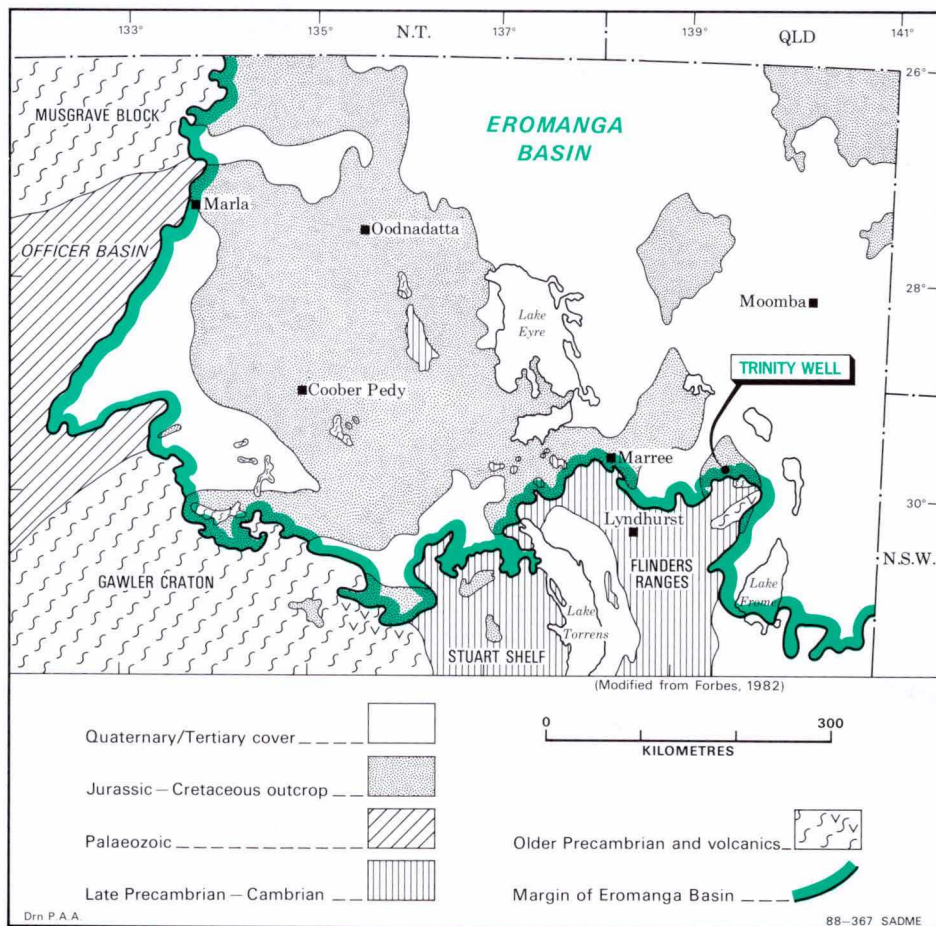 133° 135° N.T. 137° 139° QLD 141°
26°
MUSGRAVE BLOCK
EROMANGA
BASIN
Marla
Oodnadatta
OFFICER BASIN
28°
Lake
Eyre
Moomba
TRINITY WELL
Coober Pedy
Marree
30°
Lyndhurst
FLINDERS
RANGES
N.S.W.
GAWLER CRATON
Lake
Frome
Lake
Torrens
STUART SHELF
(Modified from Forbes, 1982)
Quaternary/Tertiary cover
0 300
KILOMETRES
Jurassic – Cretaceous outcrop
Palaeozoic
Older Precambrian and volcanics
Late Precambrian – Cambrian
Margin of Eromanga Basin
Drn P.A.A.
88–367 SADME